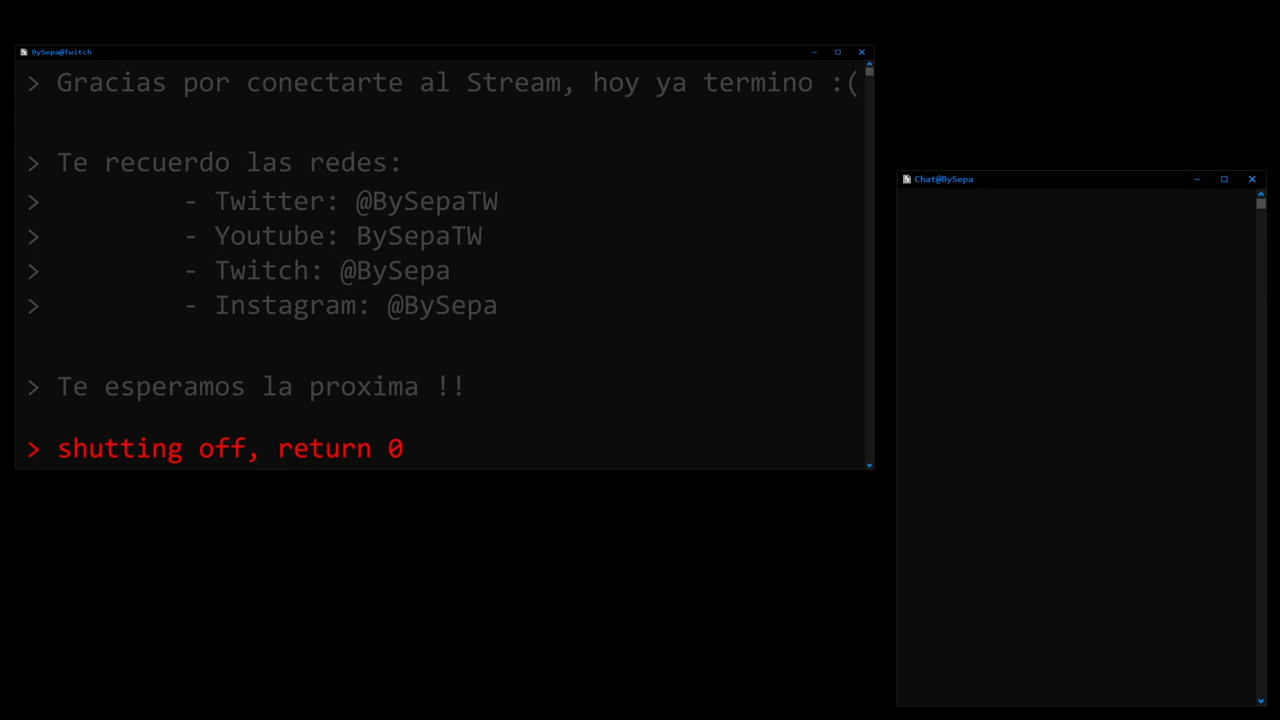 BySepa@Twitch
> Gracias por conectarte al Stream, hoy ya termino :(
> Te recuerdo las redes:
> - Twitter: @BySepaTW
> - Youtube: BySepaTW
> - Twitch: @BySepa
> - Instagram: @BySepa
> Te esperamos la proxima !!
> shutting off, return 0
Chat@BySepa